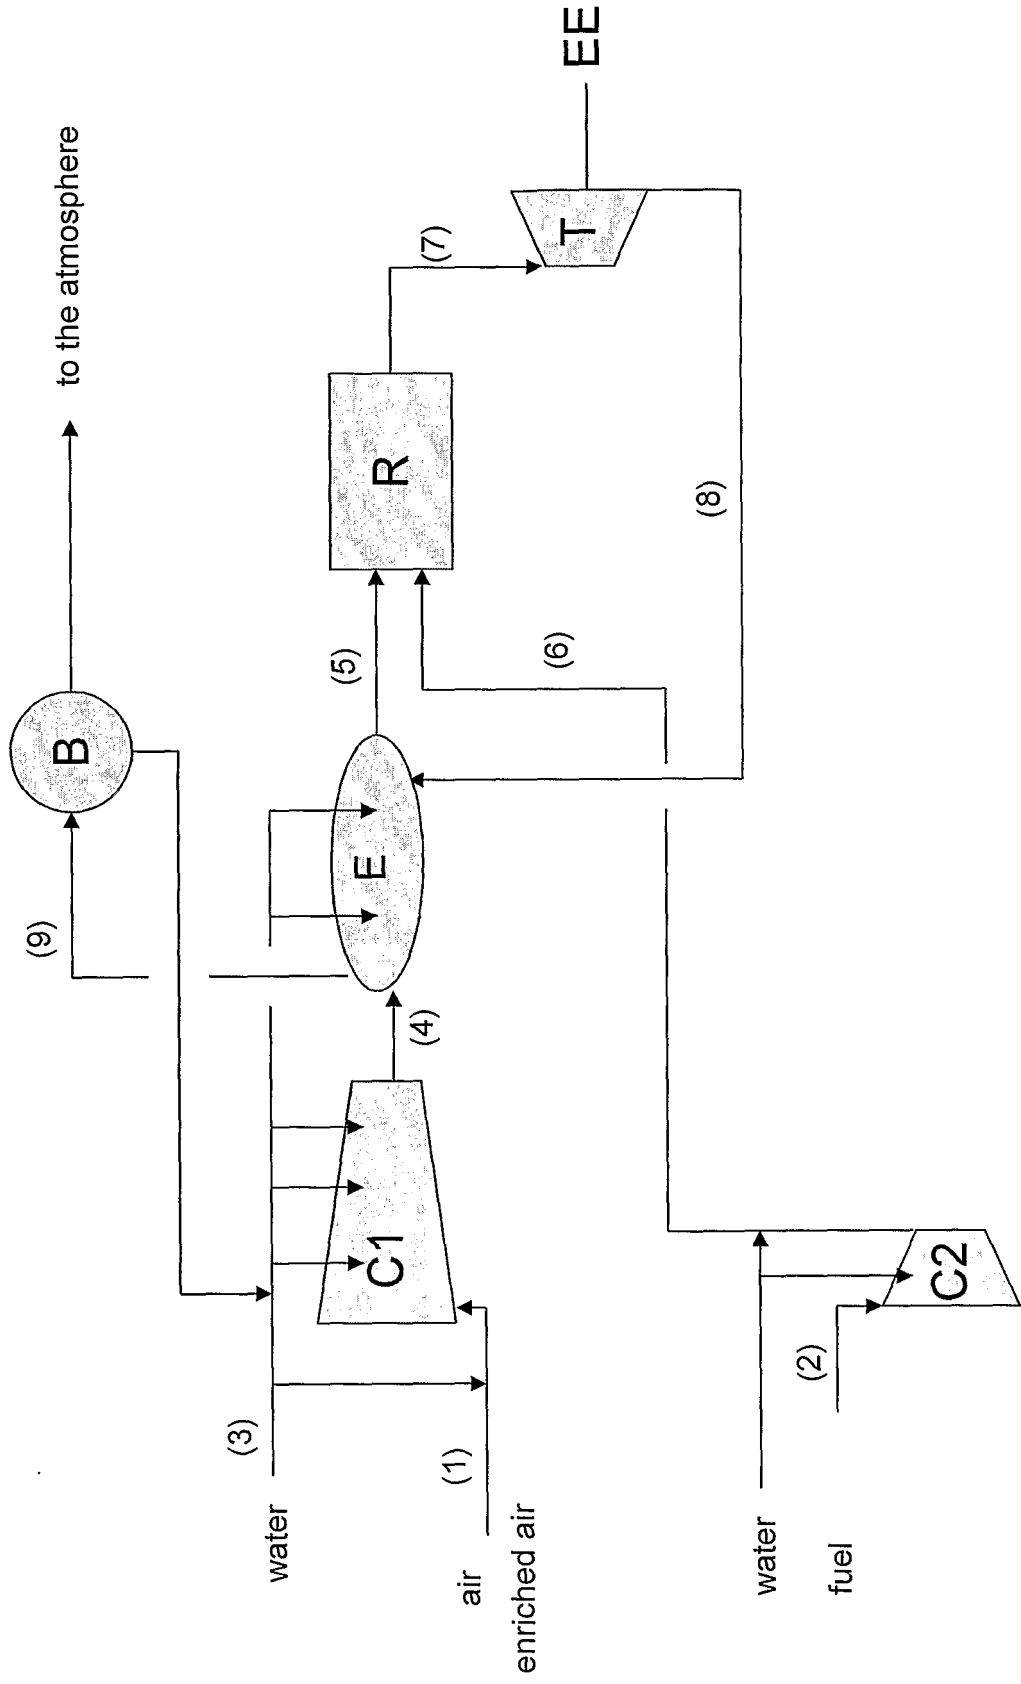 to the atmosphere
B
(9)
(3)
water
E
(5)
R
(7)
T
EE
(4)
C1
(1)
air
enriched air
(6)
(8)
water
C2
(2)
fuel